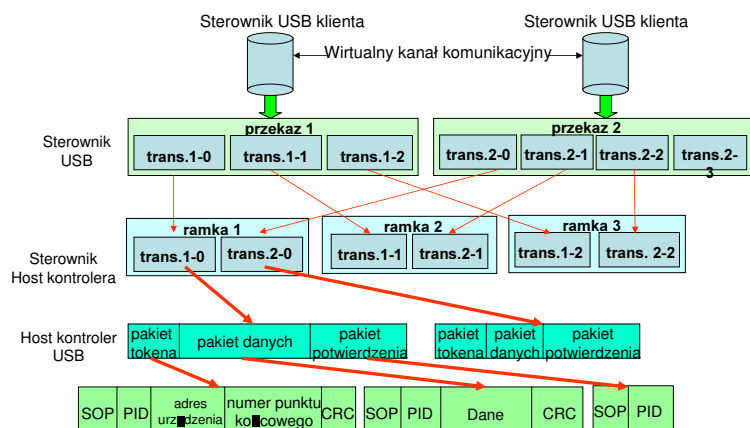 Sterownik USB klienta
Sterownik USB klienta
Wirtualny kanał komunikacyjny
Sterownik
USB
przekaz 1
trans.1-0
trans.1-1
trans.1-2
przekaz 2
trans.2-0
trans.2-1
trans.2-2
trans.2-
3
Sterownik
Host kontrolera
ramka 1
trans.1-0
trans.2-0
ramka 2
trans.1-1
trans.2-1
ramka 3
trans.1-2
trans. 2-2
Host kontroler
USB
pakiet
tokena
pakiet danych
pakiet
potwierdzenia
pakiet
tokena
pakiet
danych
pakiet
potwierdzenia
SOP
PID
adres
numer punktu
CRC
SOP
PID
Dane
CRC
SOP
PID